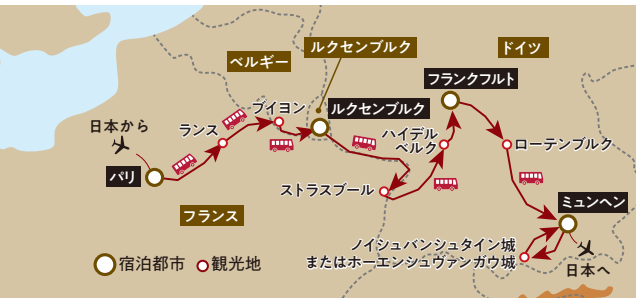 ルクセンブルク
ドイツ
ベルギー
フランクフルト
ブイヨン
ルクセンブルク
日本から
ランス
ハイデル
ベルク
ローテンブルク
パリ
ストラスブール
フランス
ミュンヘン
ノイシュバンシュタイン城
またはホーエンシュヴァンガウ城
宿泊都市
観光地
日本へ